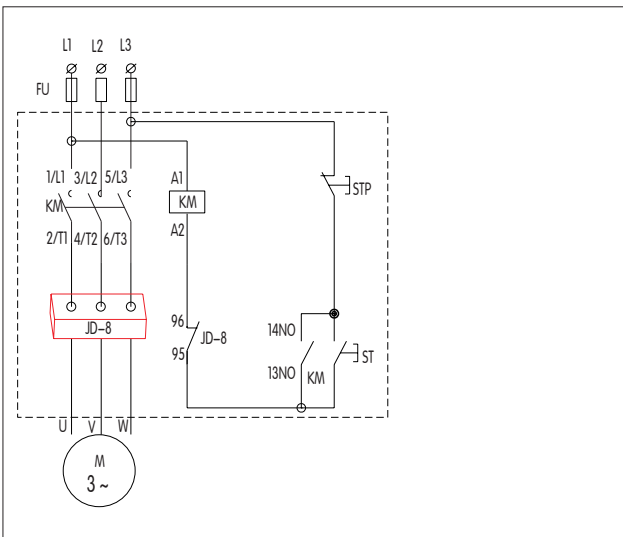 L1 L2 L3
FU
1/L1 3/L2 5/L3 A1
KM KM STP
2/T1 4/T2 6/T3 A2
96 14NO
JD-8 JD-8
95 13NO KM ST
U V W
M
3~